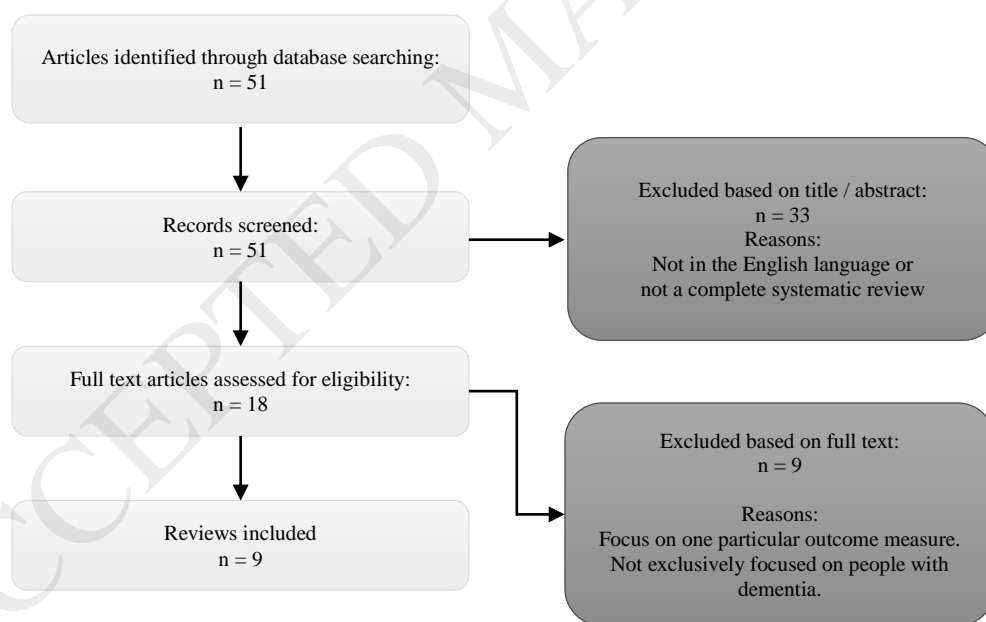 Articles identified through database searching:
n = 51
Records screened:
n = 51
Excluded based on title / abstract:
n = 33
Reasons:
Not in the English language or
not a complete systematic review
Full text articles assessed for eligibility:
n = 18
Excluded based on full text:
n = 9
Reasons:
Focus on one particular outcome measure.
Not exclusively focused on people with
dementia.
Reviews included
n = 9